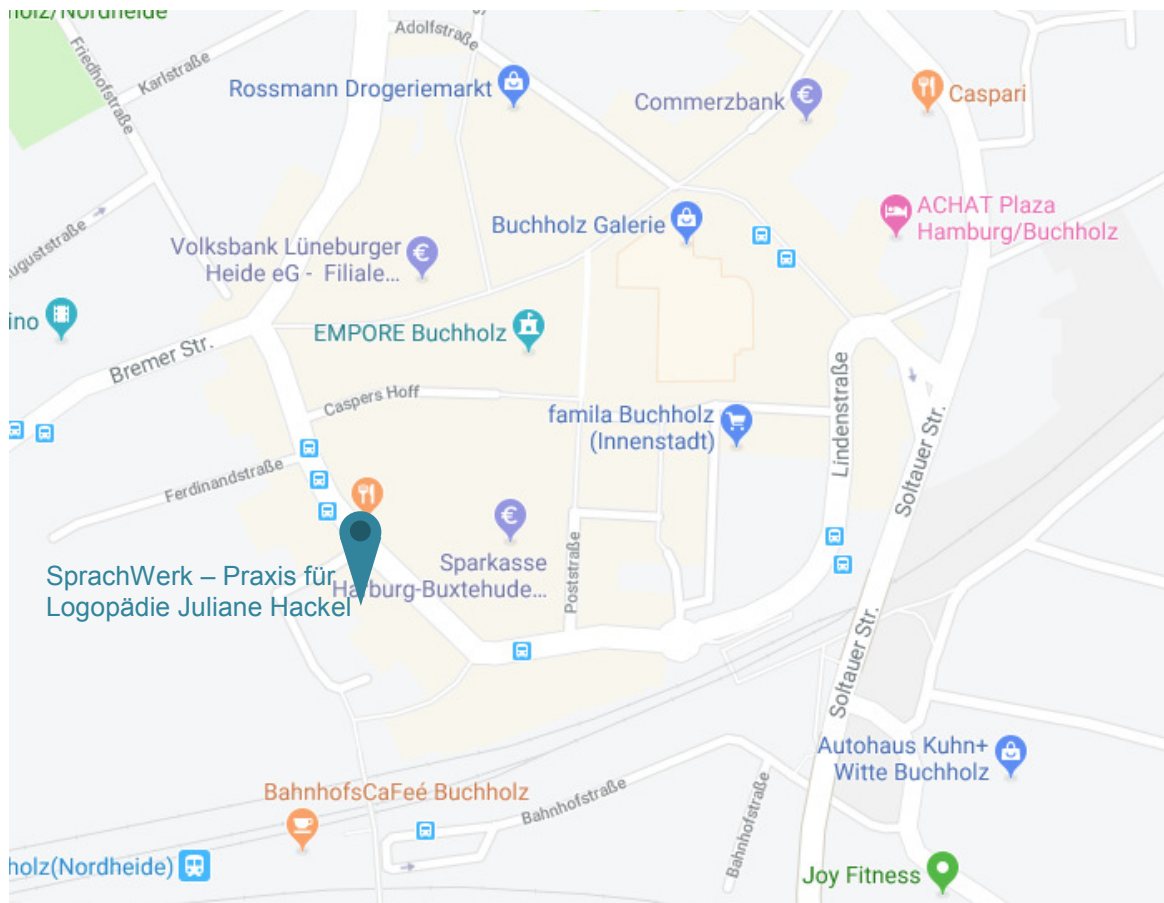 holz/Nordheide
Adolfstraße
Friedhofstraße
Karlstraße
Rossmann Drogeriemarkt
Commerzbank
€
Caspari
ACHAT Plaza
Hamburg/Buchholz
Buchholz Galerie
Auguststraße
Volksbank Lüneburger
Heide eG - Filiale...
€
ino
EMPORE Buchholz
Bremer Str.
Caspers Hoff
famila Buchholz
(Innenstadt)
Lindenstraße
Soltauer Str.
Ferdinandstraße
€
Sparkasse
Harburg-Buxtehude...
Poststraße
SprachWerk – Praxis für
Logopädie Juliane Hackel
Soltauer Str.
Autohaus Kuhn+
Witte Buchholz
BahnhofsCaFeé Buchholz
Bahnhofstraße
Bahnhofstraße
holz(Nordheide)
Joy Fitness